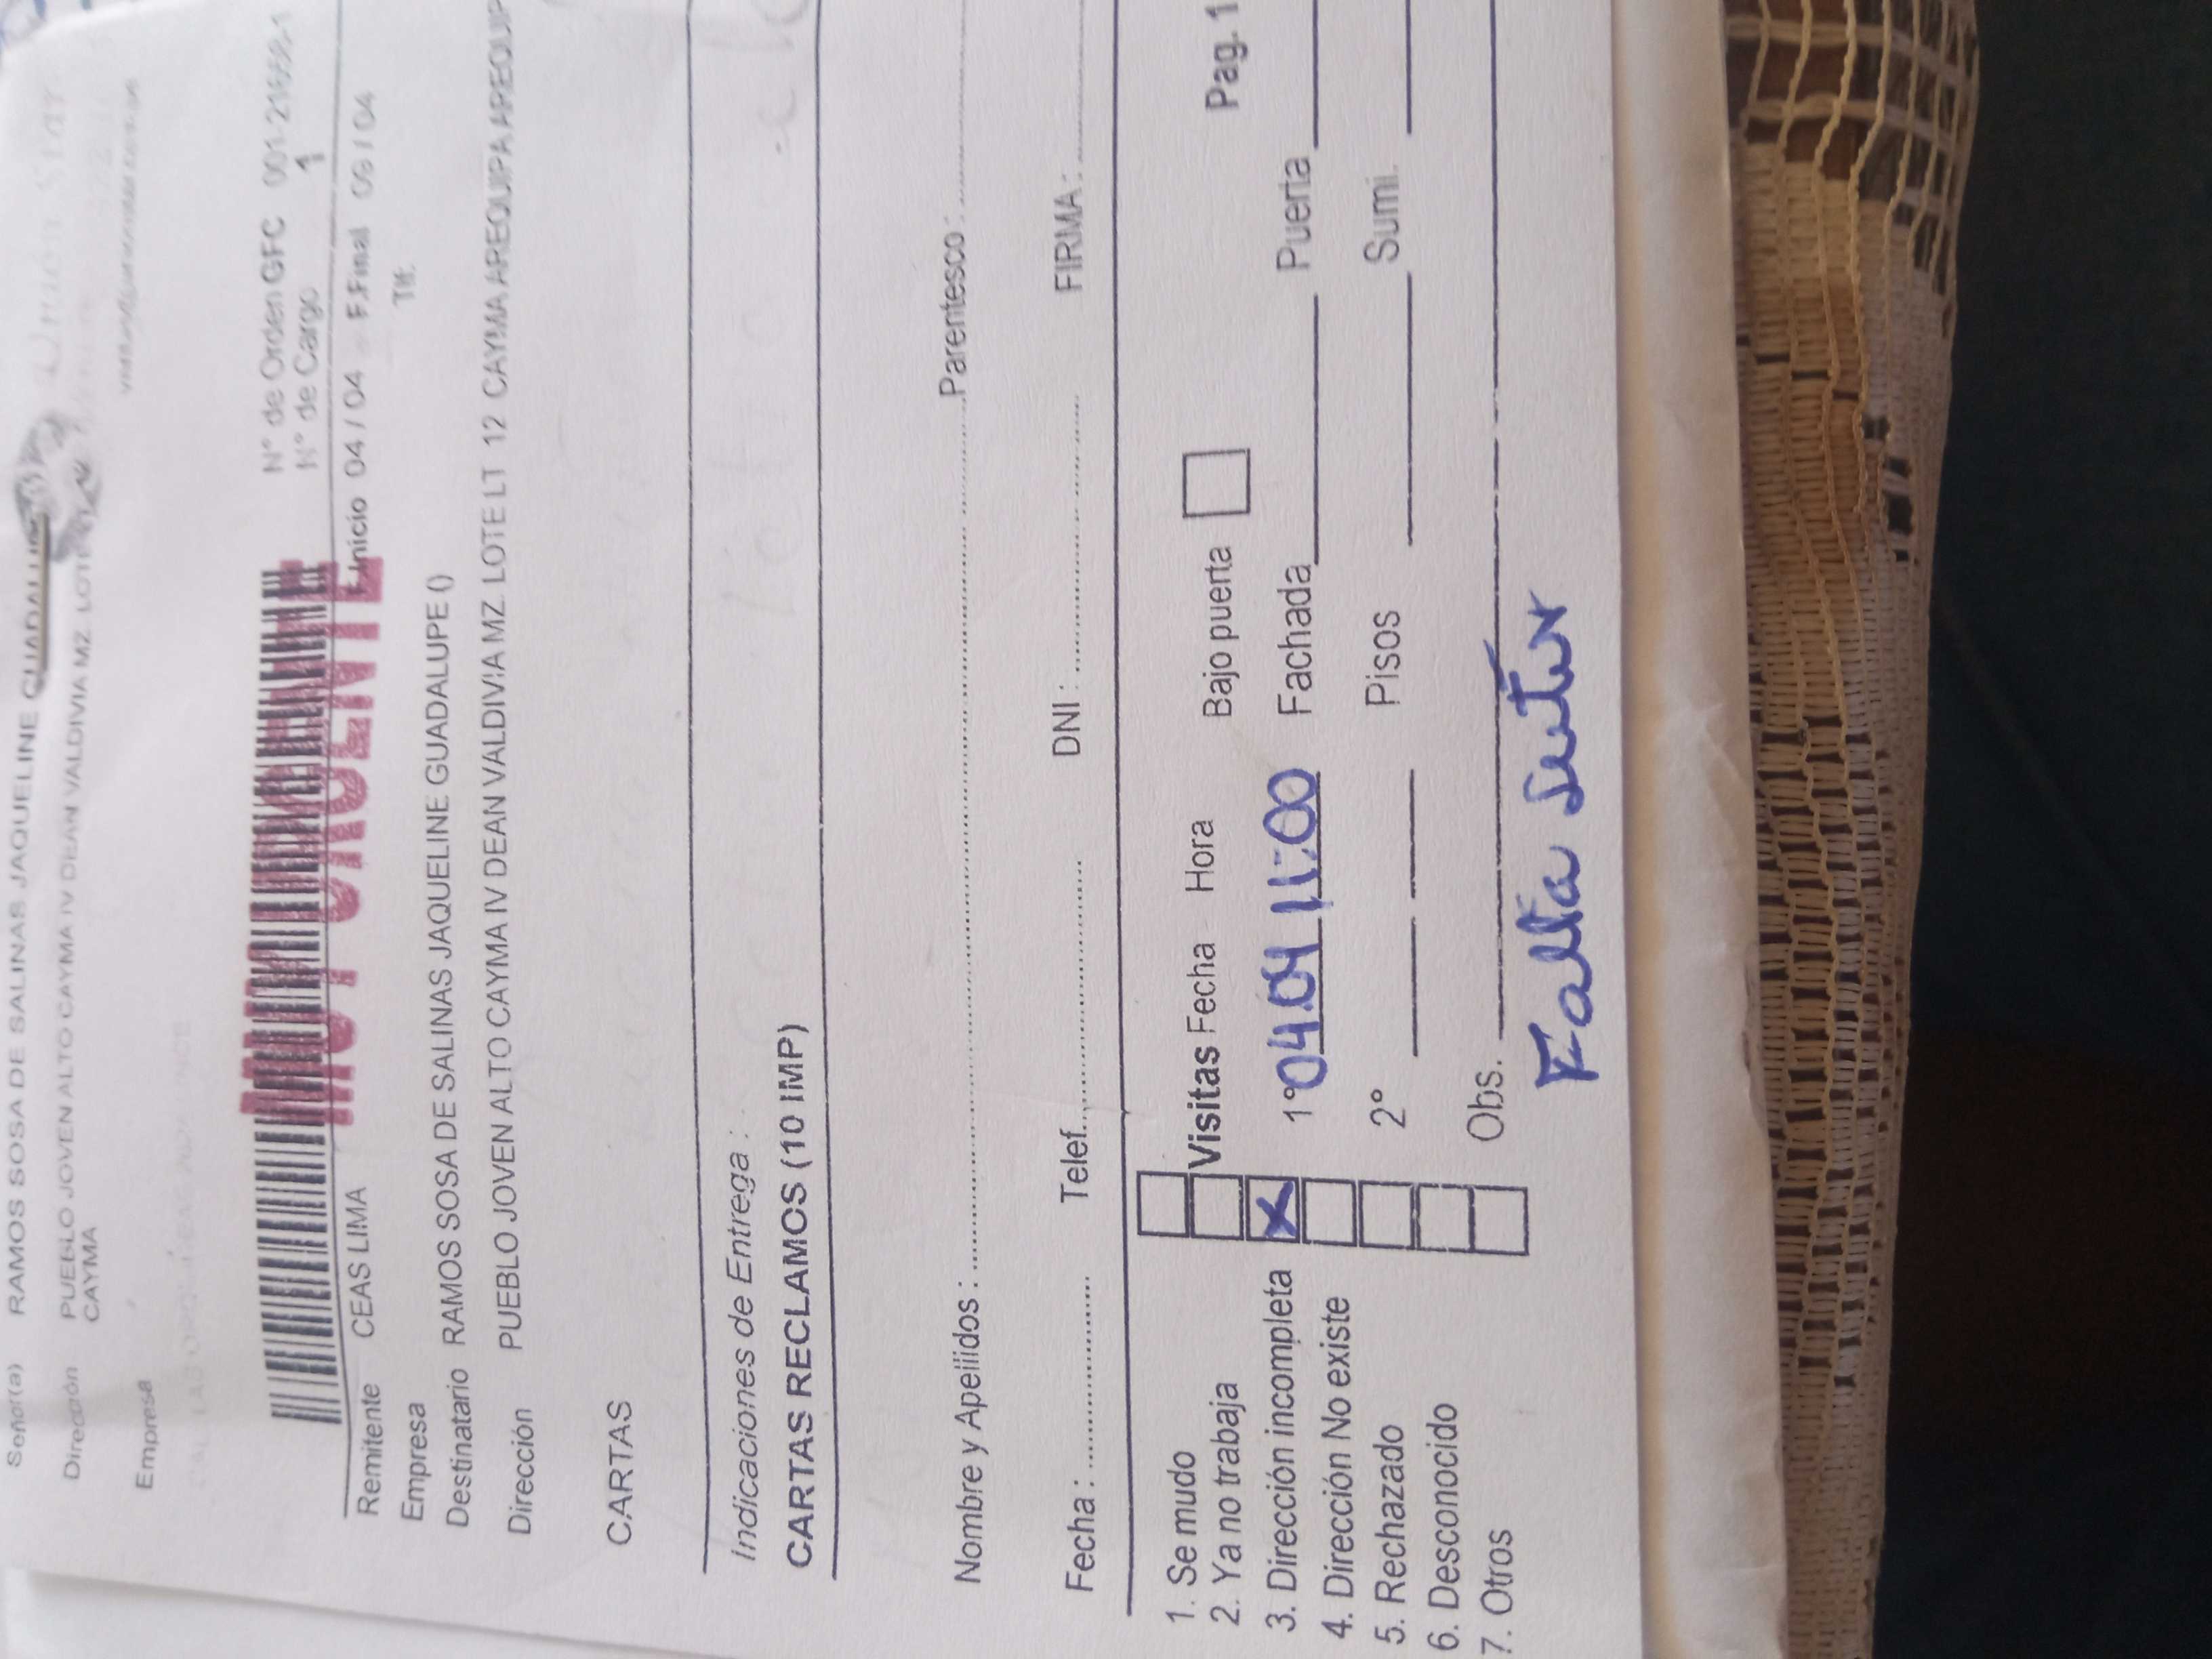 Señor(a) RAMOS SOSA DE SALINAS JAQUELINE GUADALUPE
Dirección PUEBLO JOVEN ALTO CAYMA IV DEAN VALDIVIA MZ. LOTE
CAYMA
Empresa
MUY URGENTE
N° de Orden GFC
N° de Cargo 1
Remitente CEAS LIMA F.Inicio 04 / 04 F.Final 09 / 04
Empresa Tlf:
Destinatario RAMOS SOSA DE SALINAS JAQUELINE GUADALUPE ()
Dirección PUEBLO JOVEN ALTO CAYMA IV DEAN VALDIVIA MZ. LOTE LT 12 CAYMA AREQUIPA AREQUIP
CARTAS
Indicaciones de Entrega :
CARTAS RECLAMOS (10 IMP)
Nombre y Apellidos : Parentesco :
Fecha : Telef. DNI : FIRMA :
1. Se mudo
2. Ya no trabaja Visitas Fecha Hora Bajo puerta Pag. 1
3. Dirección incompleta X 1° 04.04 11:00 Fachada Puerta
4. Dirección No existe
5. Rechazado 2° Pisos Sumi.
6. Desconocido
7. Otros Obs.
Falta